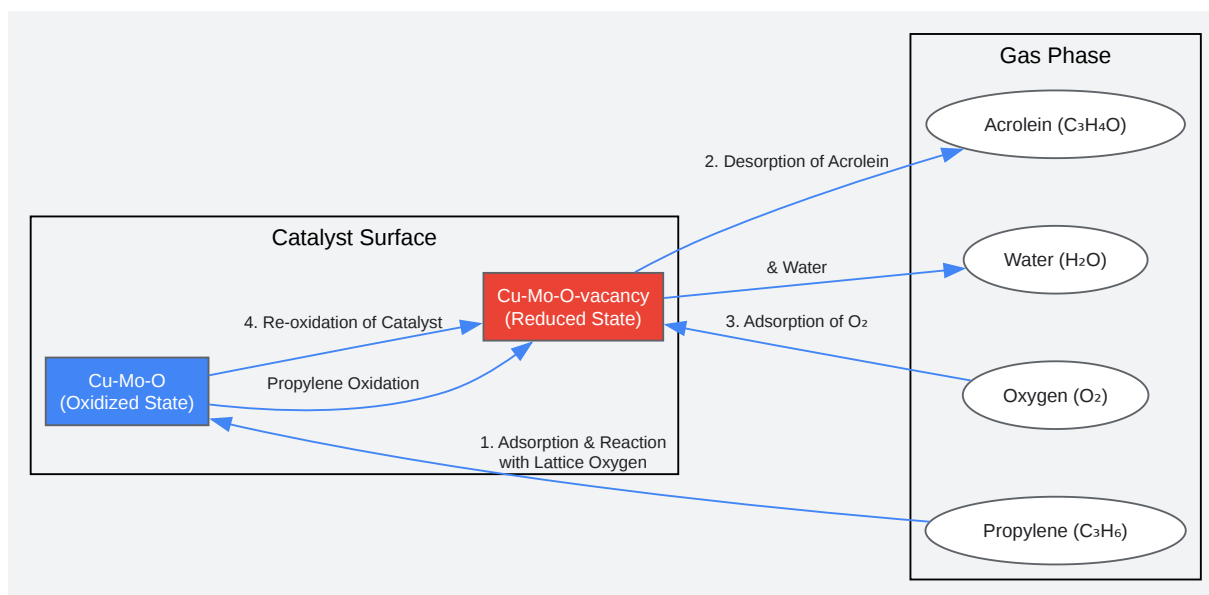 Gas Phase
Acrolein (C₃H₄O)
2. Desorption of Acrolein
Catalyst Surface
Water (H₂O)
& Water
Cu-Mo-O-vacancy
(Reduced State)
4. Re-oxidation of Catalyst
3. Adsorption of O₂
Cu-Mo-O
(Oxidized State)
Propylene Oxidation
Oxygen (O₂)
1. Adsorption & Reaction
with Lattice Oxygen
Propylene (C₃H₆)